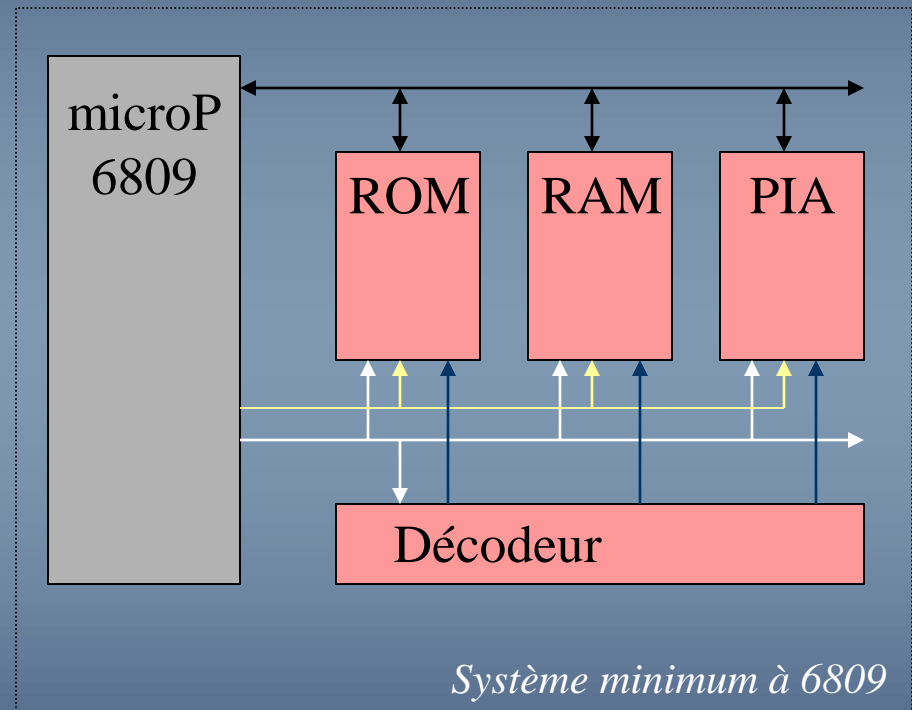 microP
6809
ROM
RAM
PIA
Décodeur
Système minimum à 6809